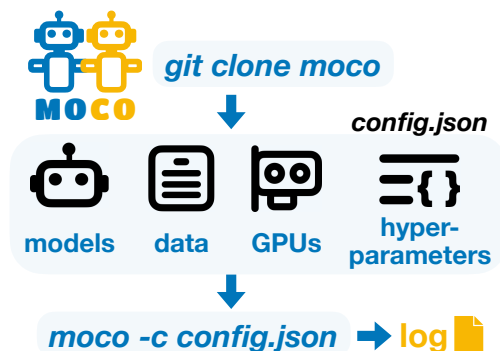 git clone moco
MOCO
config.json
models
data
GPUs
hyper-
parameters
moco -c config.json
log